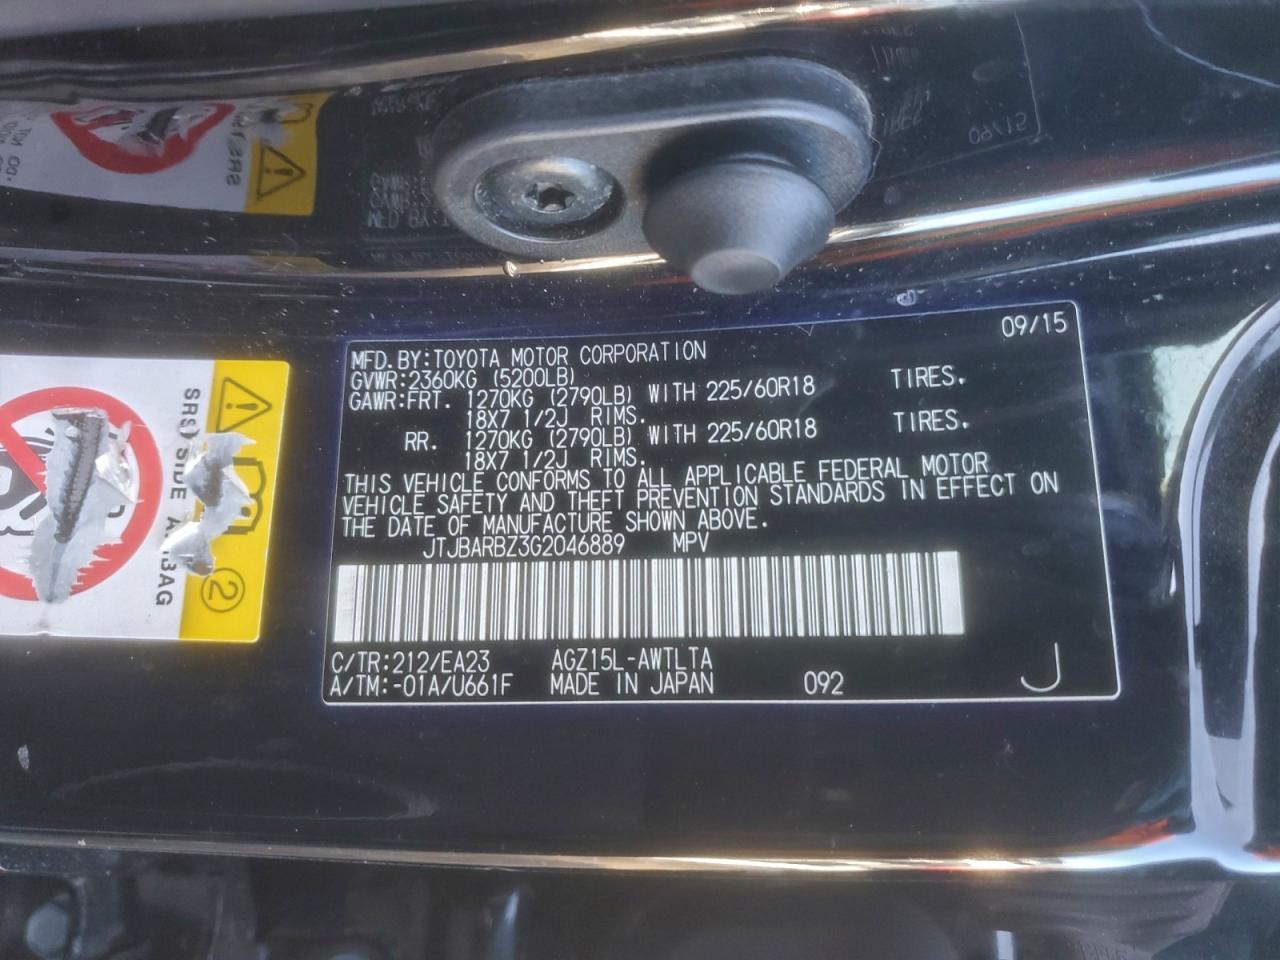 09/15
MFD.BY:TOYOTA MOTOR CORPORATION
GVWR:2360KG (5200LB)
GAWR:FRT. 1270KG (2790LB) WITH 225/60R18 TIRES.
18X7 1/2J RIMS.
RR. 1270KG (2790LB) WITH 225/60R18 TIRES.
18X7 1/2J RIMS.
THIS VEHICLE CONFORMS TO ALL APPLICABLE FEDERAL MOTOR
VEHICLE SAFETY AND THEFT PREVENTION STANDARDS IN EFFECT ON
THE DATE OF MANUFACTURE SHOWN ABOVE.
JTJBARBZ3G2046889 MPV
C/TR:212/EA23 AGZ15L-AWTLTA
A/TM:-01A/U661F MADE IN JAPAN 092 J
SRS SIDE
②